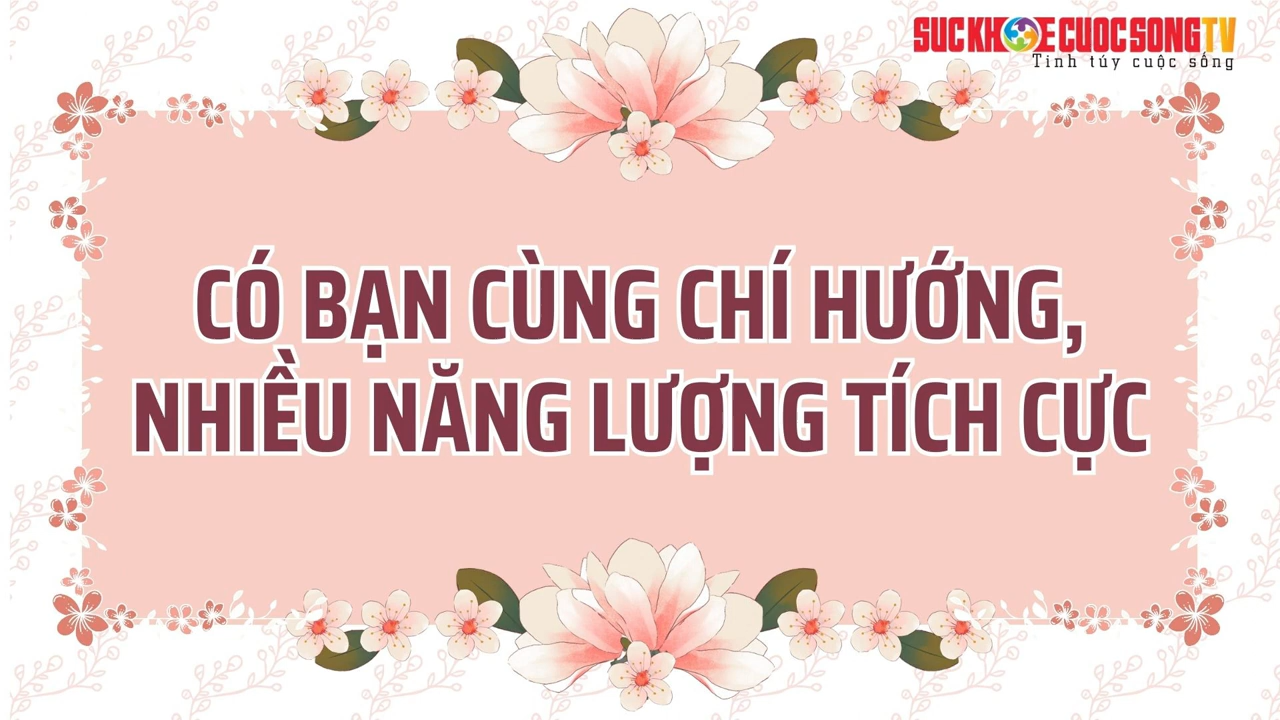 SUCKHOECUOCSONGTV
Tinh túy cuộc sống
CÓ BẠN CÙNG CHÍ HƯỚNG,
NHIỀU NĂNG LƯỢNG TÍCH CỰC